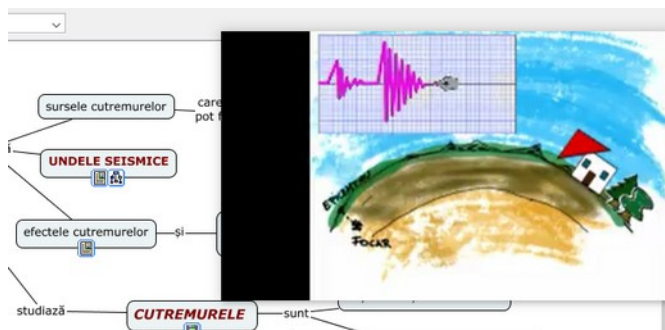 sursele cutremurelor
care
pot f
UNDELE SEISMICE
efectele cutremurelor
și
studiază
CUTREMURELE
sunt
EPICENTRU
FOCAR